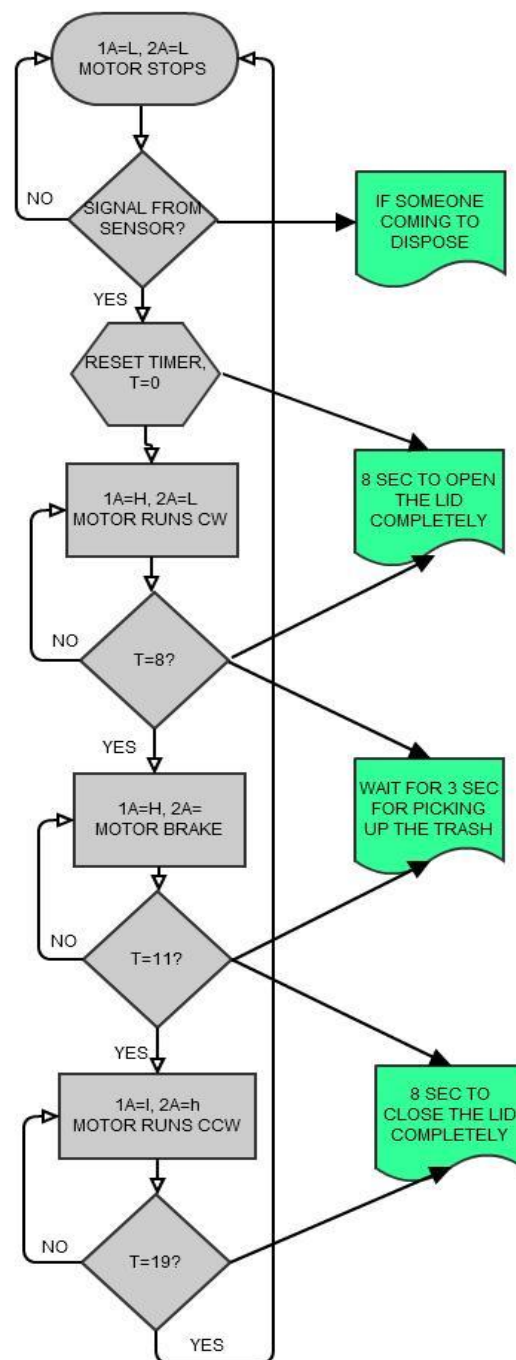 1A=L, 2A=L
MOTOR STOPS
NO
SIGNAL FROM
SENSOR?
IF SOMEONE
COMING TO
DISPOSE
YES
RESET TIMER,
T=0
8 SEC TO OPEN
THE LID
COMPLETELY
1A=H, 2A=L
MOTOR RUNS CW
NO
T=8?
YES
WAIT FOR 3 SEC
FOR PICKING
UP THE TRASH
1A=H, 2A=
MOTOR BRAKE
NO
T=11?
YES
8 SEC TO
CLOSE THE LID
COMPLETELY
1A=l, 2A=h
MOTOR RUNS CCW
NO
T=19?
YES